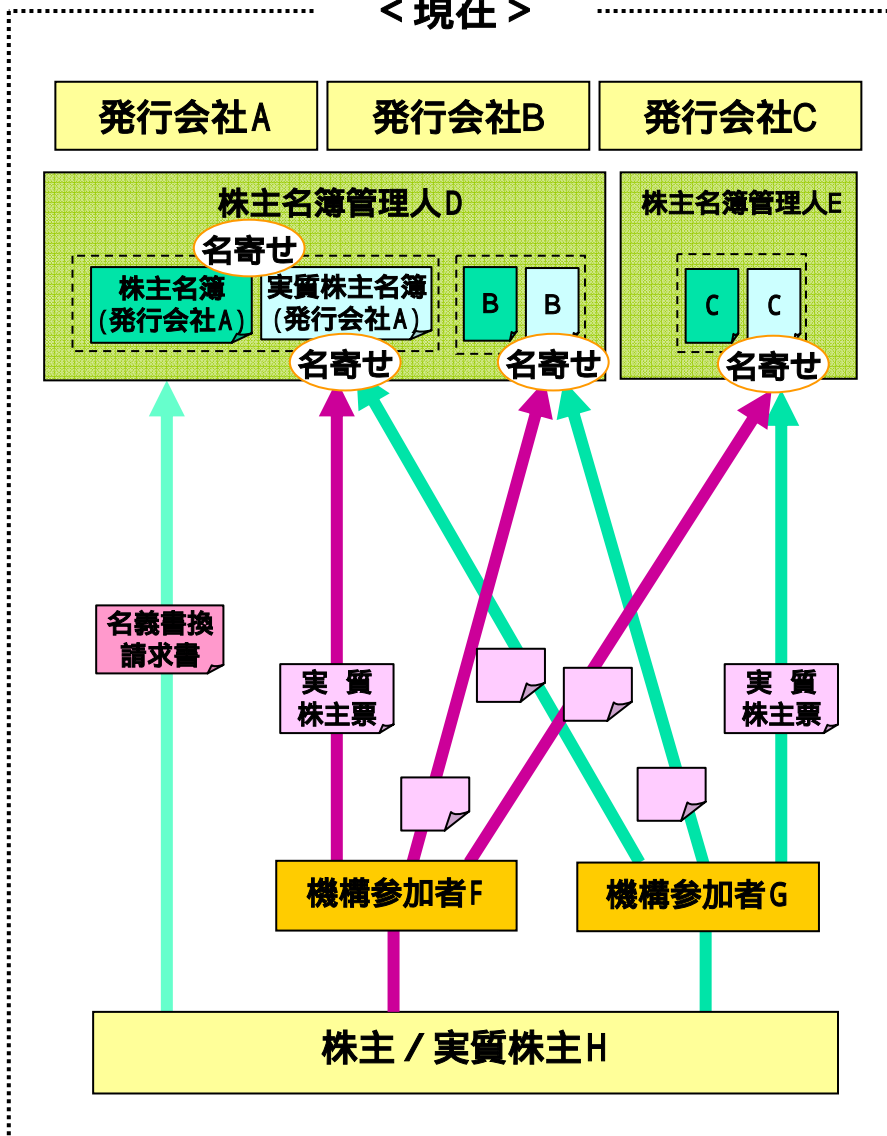 <現在>
発行会社A
発行会社B
発行会社C
株主名簿管理人D
株主名簿管理人E
名寄せ
株主名簿
(発行会社A)
実質株主名簿
(発行会社A)
B
B
C
C
名寄せ
名寄せ
名寄せ
名義書換
請求書
実 質
株主票
実 質
株主票
機構参加者F
機構参加者G
株主/実質株主H